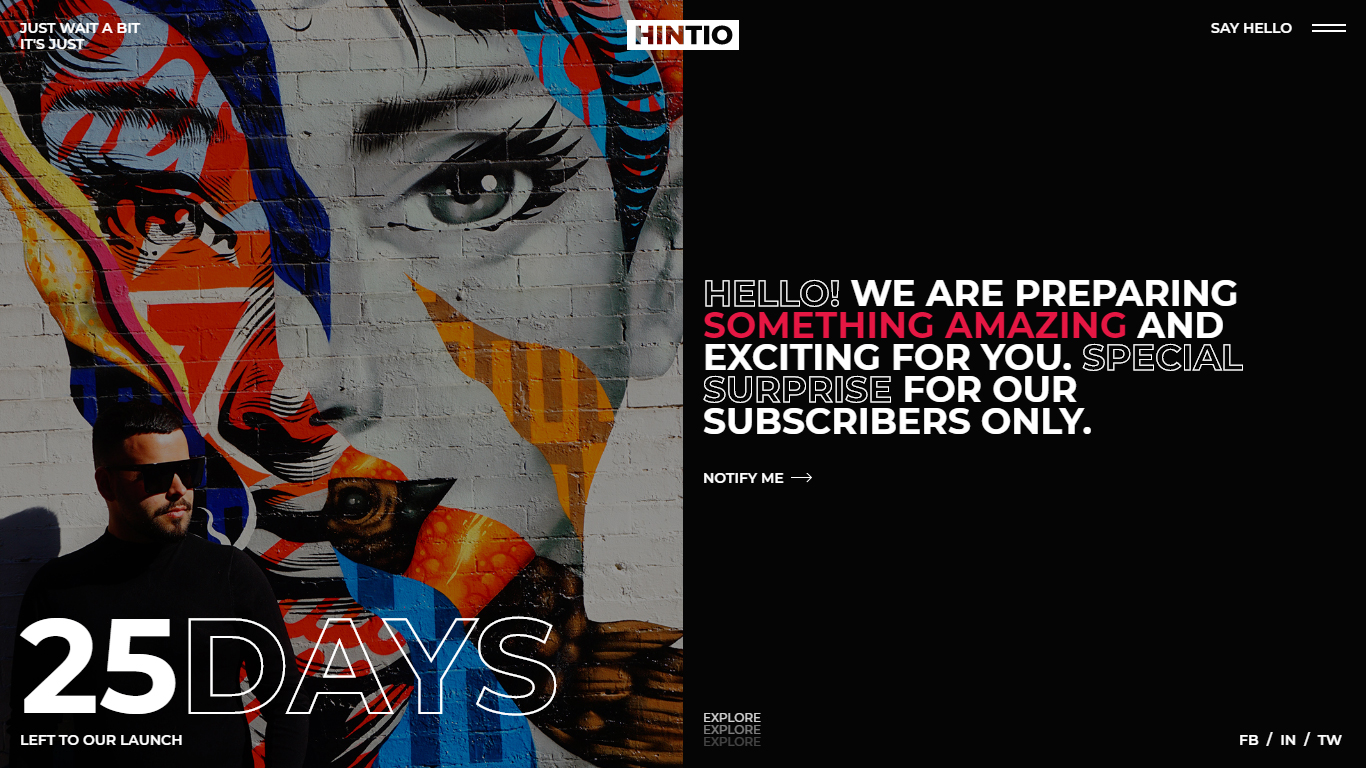 JUST WAIT A BIT
IT'S JUST
HINTIO
SAY HELLO
25DAYS
LEFT TO OUR LAUNCH
HELLO! WE ARE PREPARING
SOMETHING AMAZING AND
EXCITING FOR YOU. SPECIAL
SURPRISE FOR OUR
SUBSCRIBERS ONLY.
NOTIFY ME
EXPLORE
EXPLORE
EXPLORE
FB / IN / TW